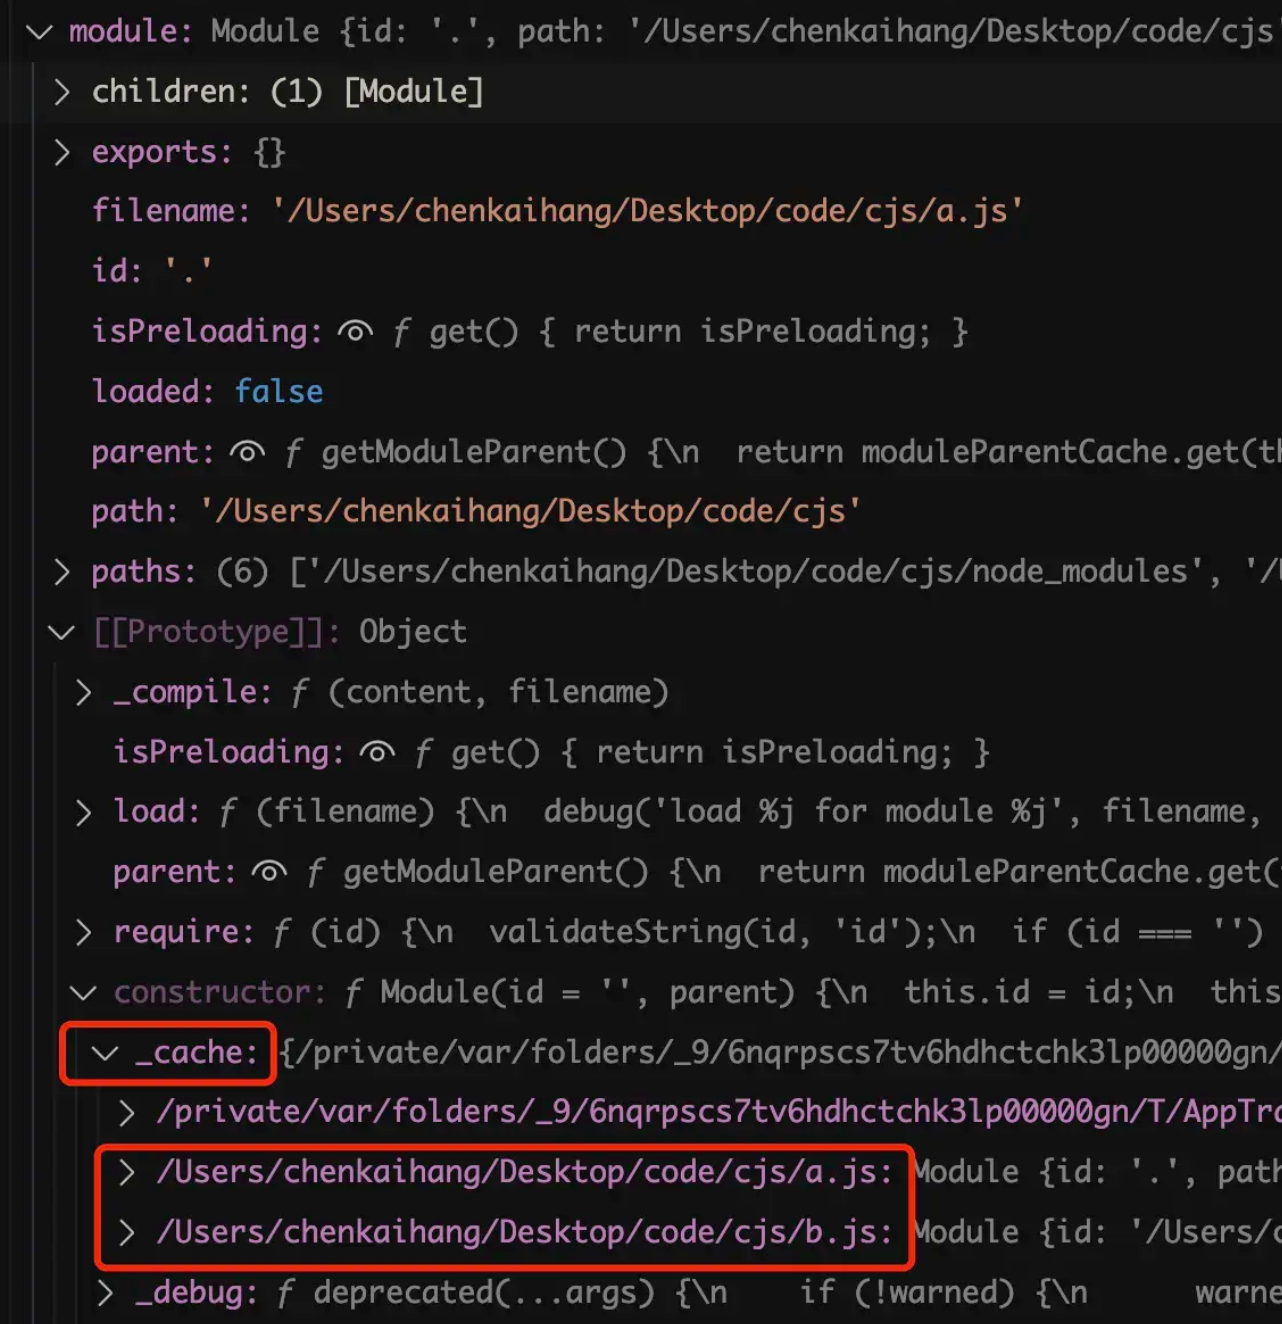 module: Module {id: '.', path: '/Users/chenkaihang/Desktop/code/cjs
children: (1) [Module]
exports: {}
filename: '/Users/chenkaihang/Desktop/code/cjs/a.js'
id: '.'
isPreloading: f get() { return isPreloading; }
loaded: false
parent: f getModuleParent() {\n  return moduleParentCache.get(th
path: '/Users/chenkaihang/Desktop/code/cjs'
paths: (6) ['/Users/chenkaihang/Desktop/code/cjs/node_modules', '/U
[[Prototype]]: Object
_compile: f (content, filename)
isPreloading: f get() { return isPreloading; }
load: f (filename) {\n  debug('load %j for module %j', filename,
parent: f getModuleParent() {\n  return moduleParentCache.get(
require: f (id) {\n  validateString(id, 'id');\n  if (id === '')
constructor: f Module(id = '', parent) {\n  this.id = id;\n  this
_cache: {/private/var/folders/_9/6nqrpscs7tv6hdhctchk3lp00000gn/
/private/var/folders/_9/6nqrpscs7tv6hdhctchk3lp00000gn/T/AppTra
/Users/chenkaihang/Desktop/code/cjs/a.js: Module {id: '.', path
/Users/chenkaihang/Desktop/code/cjs/b.js: Module {id: '/Users/c
_debug: f deprecated(...args) {\n    if (!warned) {\n      warne